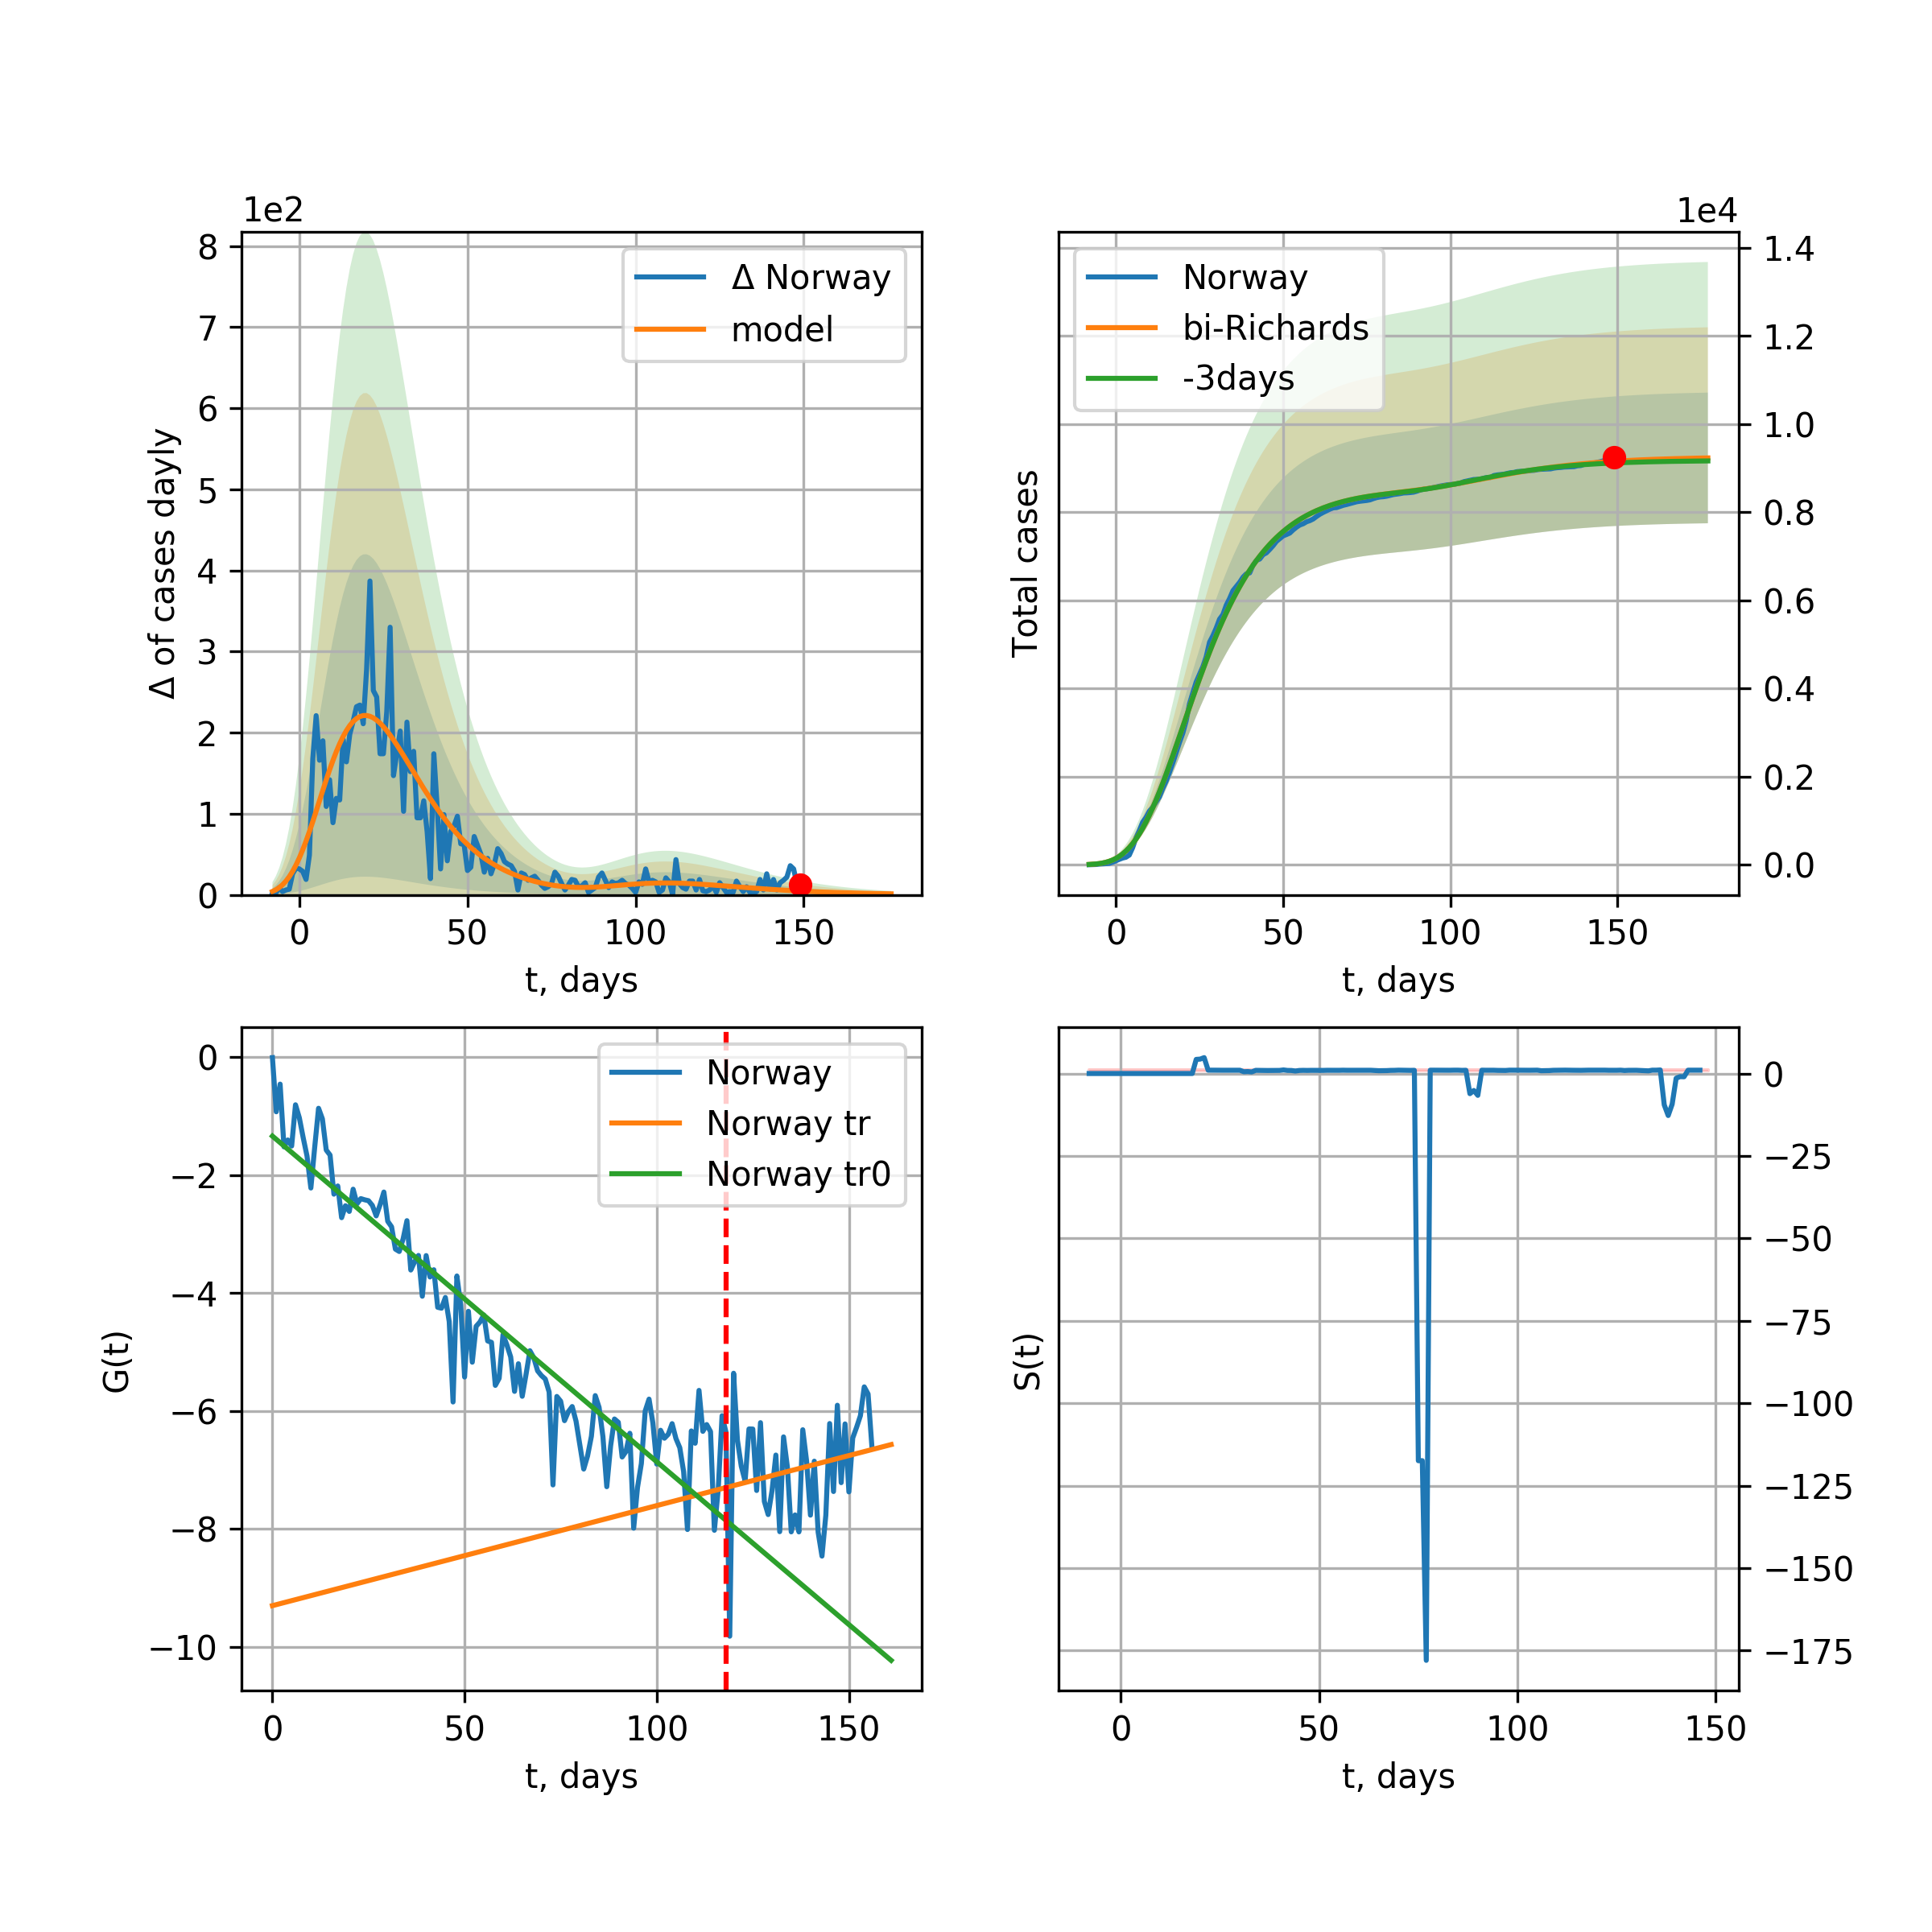 1e2
8
7
6
5
4
3
2
1
0
Δ of cases dayly
Δ Norway
model
0 50 100 150
t, days
1e4
1.4
1.2
1.0
0.8
0.6
0.4
0.2
0.0
Total cases
Norway
bi-Richards
-3days
0 50 100 150
t, days
0
−2
−4
−6
−8
−10
G(t)
Norway
Norway tr
Norway tr0
0 50 100 150
t, days
0
−25
−50
−75
−100
−125
−150
−175
S(t)
0 50 100 150
t, days